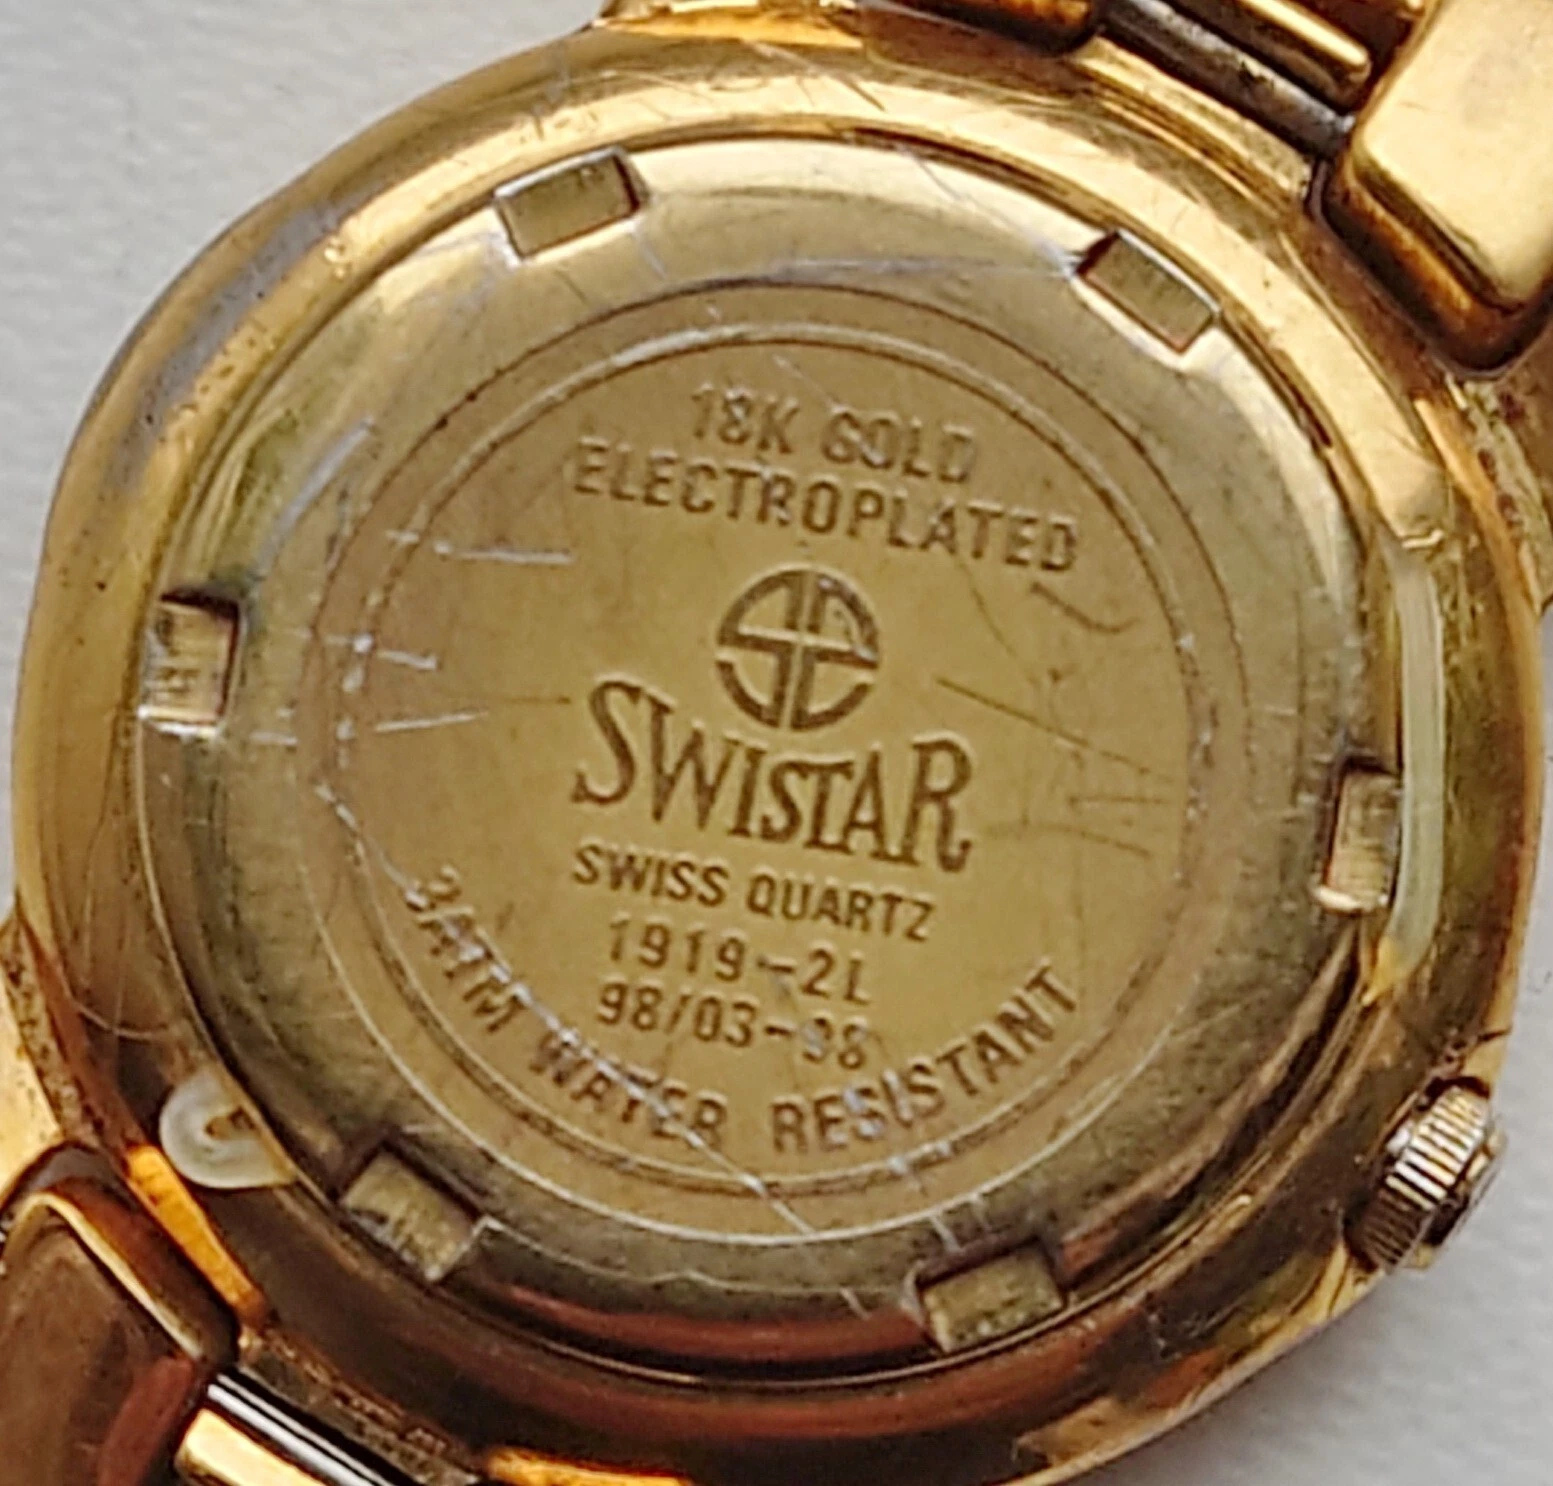 18K GOLD
ELECTROPLATED
SWISTAR
SWISS QUARTZ
1919-2L
98/03-98
3ATM WATER RESISTANT